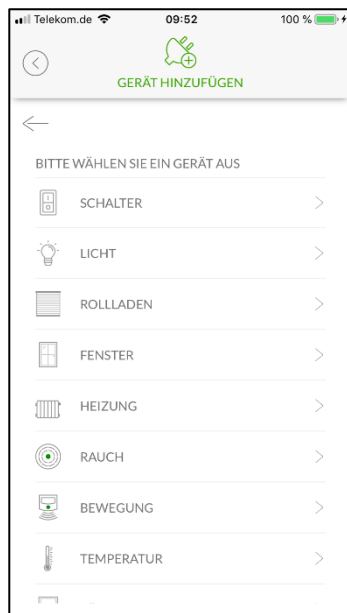 Telekom.de 09:52 100 %
GERÄT HINZUFÜGEN
BITTE WÄHLEN SIE EIN GERÄT AUS
SCHALTER
LICHT
ROLLLADEN
FENSTER
HEIZUNG
RAUCH
BEWEGUNG
TEMPERATUR